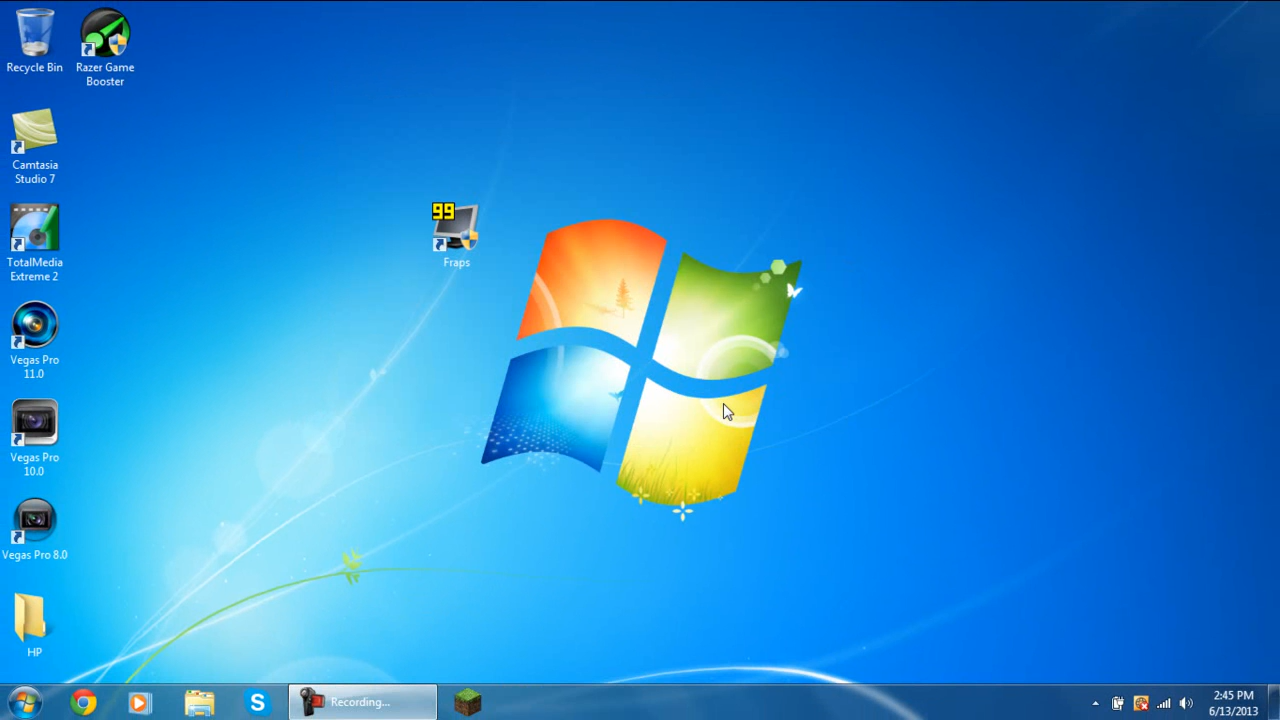 Recycle Bin
Razer Game
Booster
Camtasia
Studio 7
99
Fraps
TotalMedia
Extreme 2
Vegas Pro
11.0
Vegas Pro
10.0
Vegas Pro 8.0
HP
S
Recording...
2:45 PM
6/13/2013